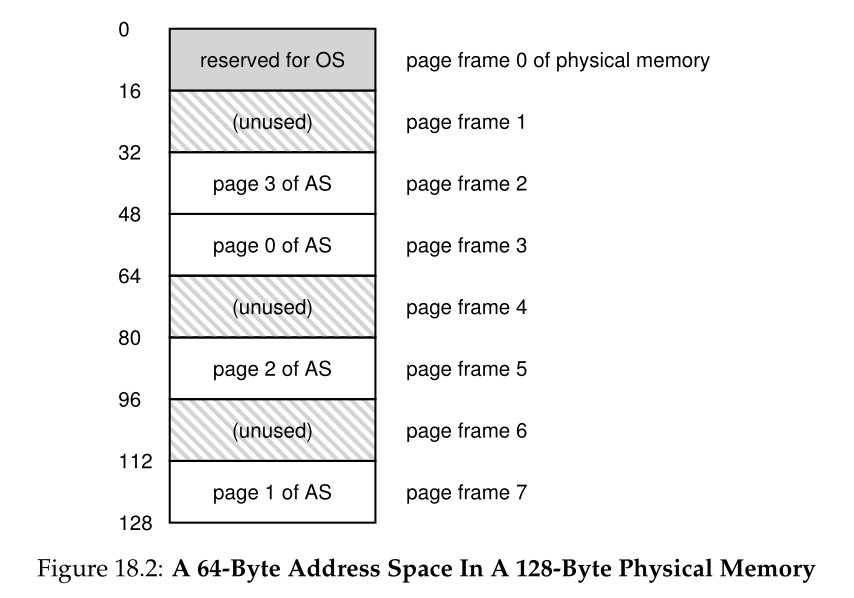 0
reserved for OS page frame 0 of physical memory
16
(unused) page frame 1
32
page 3 of AS page frame 2
48
page 0 of AS page frame 3
64
(unused) page frame 4
80
page 2 of AS page frame 5
96
(unused) page frame 6
112
page 1 of AS page frame 7
128
Figure 18.2: A 64-Byte Address Space In A 128-Byte Physical Memory